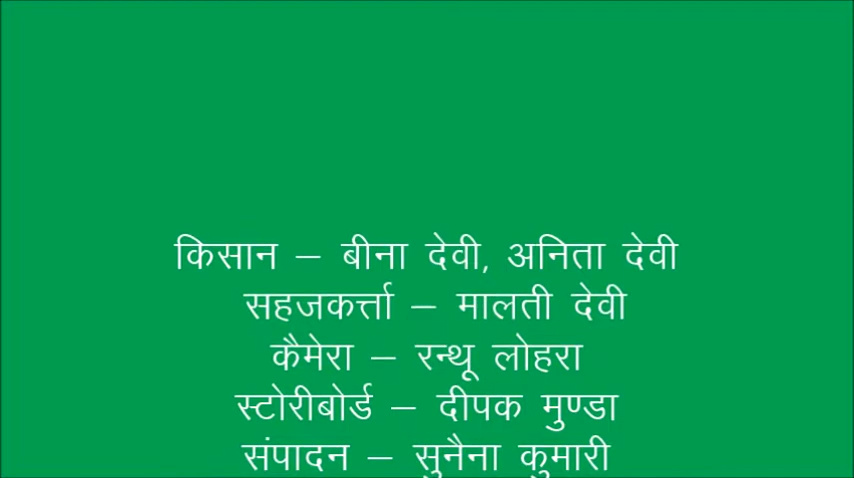 किसान – बीना देवी, अनिता देवी
सहजकर्त्ता – मालती देवी
कैमेरा – रन्थू लोहरा
स्टोरीबोर्ड – दीपक मुण्डा
संपादन – सुनैना कुमारी